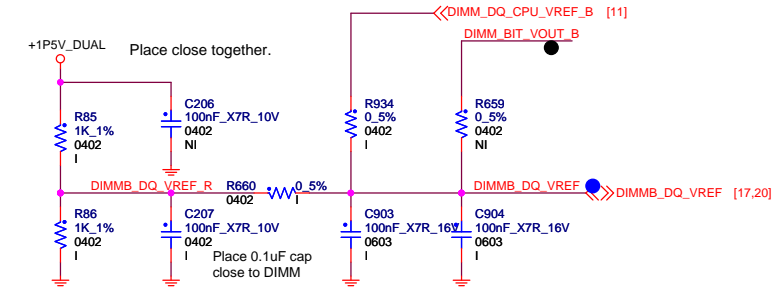 DIMM_DQ_CPU_VREF_B [11]
+1P5V_DUAL
Place close together.
DIMM_BIT_VOUT_B
R85
1K_1%
0402
I
C206
100nF_X7R_10V
0402
NI
R934
0_5%
0402
I
R659
0_5%
0402
NI
DIMMB_DQ_VREF_R
R660
0402
0_5%
I
DIMMB_DQ_VREF
DIMMB_DQ_VREF [17,20]
R86
1K_1%
0402
I
C207
100nF_X7R_10V
0402
I
Place 0.1uF cap
close to DIMM
C903
100nF_X7R_16V
0603
I
C904
100nF_X7R_16V
0603
I